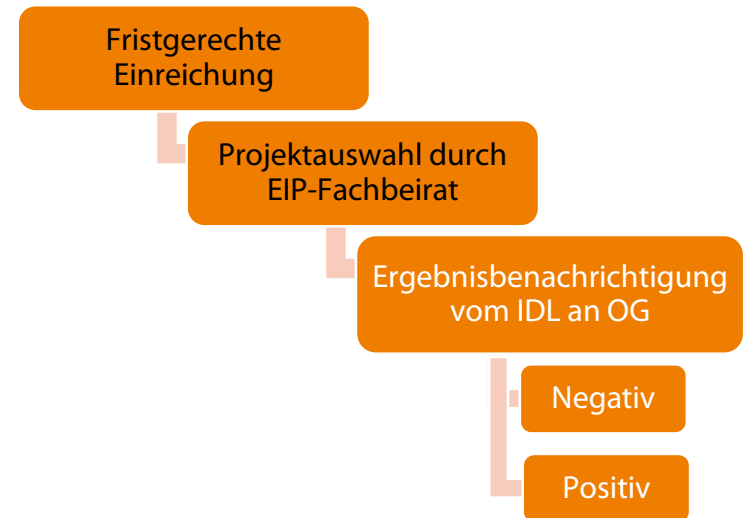 Fristgerechte
Einreichung
Projektauswahl durch
EIP-Fachbeirat
Ergebnisbenachrichtigung
vom IDL an OG
Negativ
Positiv